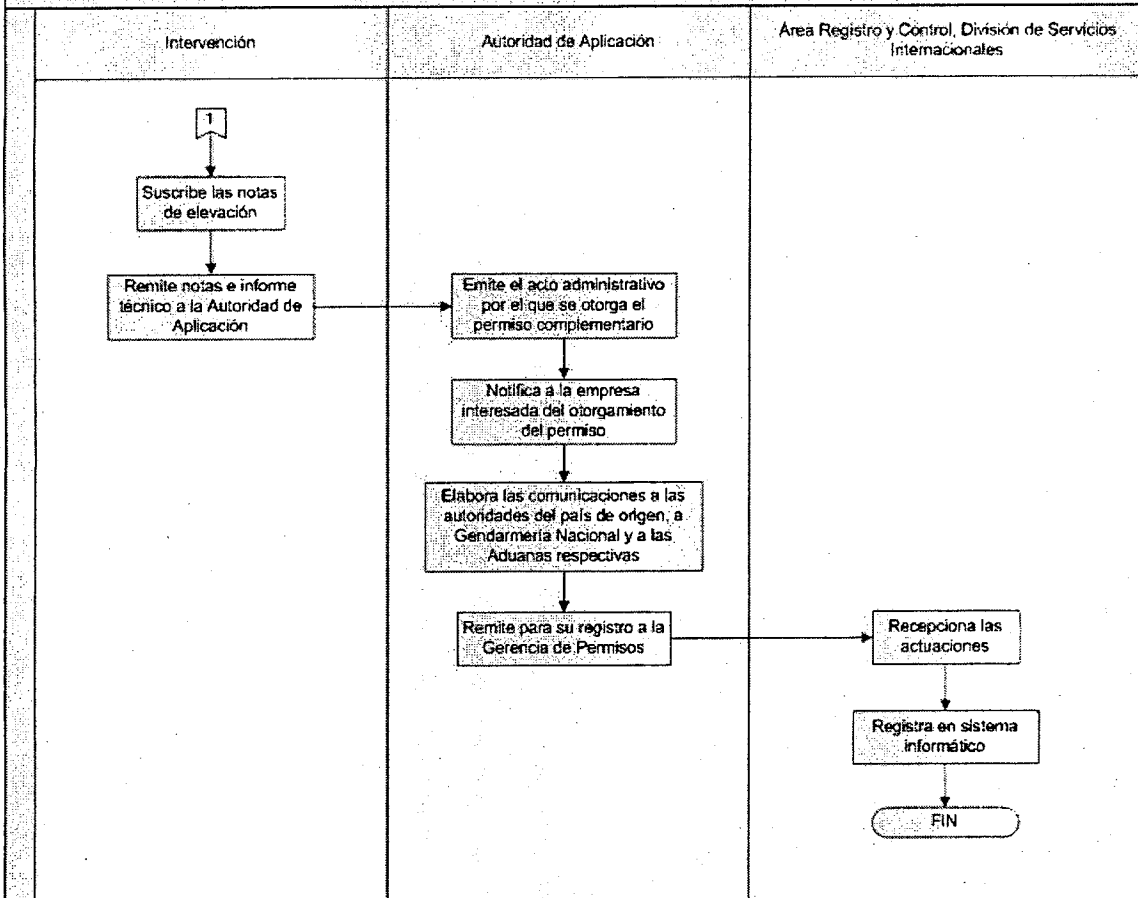 Intervención
Autoridad de Aplicación
Área Registro y Control, División de Servicios
Internacionales
1
Suscribe las notas
de elevación
Remite notas e informe
técnico a la Autoridad de
Aplicación
Emite el acto administrativo
por el que se otorga el
permiso complementario
Notifica a la empresa
interesada del otorgamiento
del permiso
Elabora las comunicaciones a las
autoridades del país de origen, a
Gendarmería Nacional y a las
Aduanas respectivas
Remite para su registro a la
Gerencia de Permisos
Recepciona las
actuaciones
Registra en sistema
informático
FIN